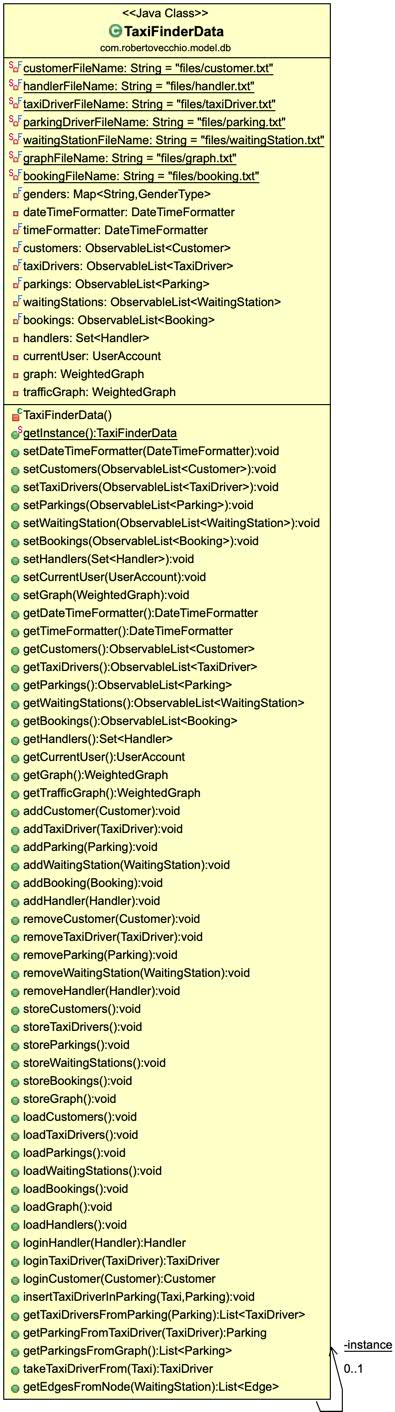 <<Java Class>>
TaxiFinderData
com.robertovecchio.model.db
customerFileName: String = "files/customer.txt"
handlerFileName: String = "files/handler.txt"
taxiDriverFileName: String = "files/taxiDriver.txt"
parkingDriverFileName: String = "files/parking.txt"
waitingStationFileName: String = "files/waitingStation.txt"
graphFileName: String = "files/graph.txt"
bookingFileName: String = "files/booking.txt"
genders: Map<String,GenderType>
dateTimeFormatter: DateTimeFormatter
timeFormatter: DateTimeFormatter
customers: ObservableList<Customer>
taxiDrivers: ObservableList<TaxiDriver>
parkings: ObservableList<Parking>
waitingStations: ObservableList<WaitingStation>
bookings: ObservableList<Booking>
handlers: Set<Handler>
currentUser: UserAccount
graph: WeightedGraph
trafficGraph: WeightedGraph
TaxiFinderData()
getInstance():TaxiFinderData
setDateTimeFormatter(DateTimeFormatter):void
setCustomers(ObservableList<Customer>):void
setTaxiDrivers(ObservableList<TaxiDriver>):void
setParkings(ObservableList<Parking>):void
setWaitingStation(ObservableList<WaitingStation>):void
setBookings(ObservableList<Booking>):void
setHandlers(Set<Handler>):void
setCurrentUser(UserAccount):void
setGraph(WeightedGraph):void
getDateTimeFormatter():DateTimeFormatter
getTimeFormatter():DateTimeFormatter
getCustomers():ObservableList<Customer>
getTaxiDrivers():ObservableList<TaxiDriver>
getParkings():ObservableList<Parking>
getWaitingStations():ObservableList<WaitingStation>
getBookings():ObservableList<Booking>
getHandlers():Set<Handler>
getCurrentUser():UserAccount
getGraph():WeightedGraph
getTrafficGraph():WeightedGraph
addCustomer(Customer):void
addTaxiDriver(TaxiDriver):void
addParking(Parking):void
addWaitingStation(WaitingStation):void
addBooking(Booking):void
addHandler(Handler):void
removeCustomer(Customer):void
removeTaxiDriver(TaxiDriver):void
removeParking(Parking):void
removeWaitingStation(WaitingStation):void
removeHandler(Handler):void
storeCustomers():void
storeTaxiDrivers():void
storeParkings():void
storeWaitingStations():void
storeBookings():void
storeGraph():void
loadCustomers():void
loadTaxiDrivers():void
loadParkings():void
loadWaitingStations():void
loadBookings():void
loadGraph():void
loadHandlers():void
loginHandler(Handler):Handler
loginTaxiDriver(TaxiDriver):TaxiDriver
loginCustomer(Customer):Customer
insertTaxiDriverInParking(Taxi,Parking):void
getTaxiDriversFromParking(Parking):List<TaxiDriver>
getParkingFromTaxiDriver(TaxiDriver):Parking
getParkingsFromGraph():List<Parking>
takeTaxiDriverFrom(Taxi):TaxiDriver
getEdgesFromNode(WaitingStation):List<Edge>
-instance
0..1